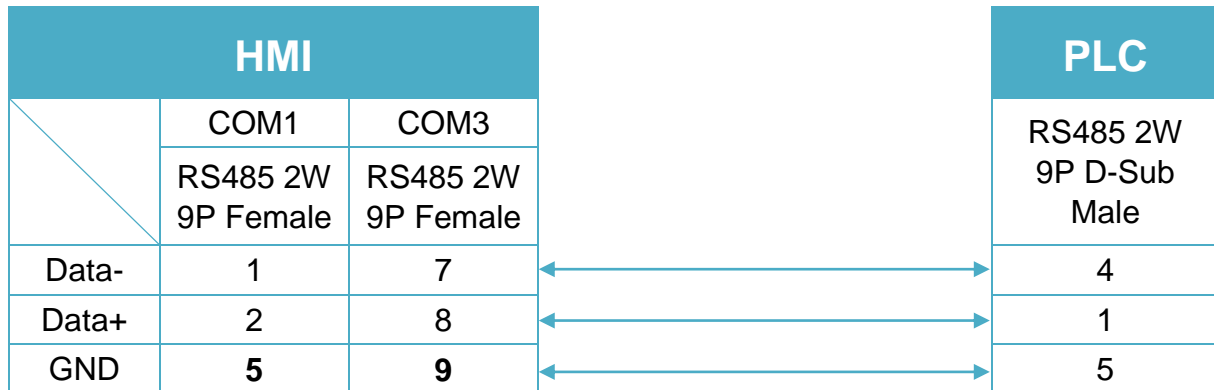 HMI
PLC
COM1 COM3
RS485 2W
9P Female
RS485 2W
9P Female
RS485 2W
9P D-Sub
Male
Data- 1 7 4
Data+ 2 8 1
GND 5 9 5